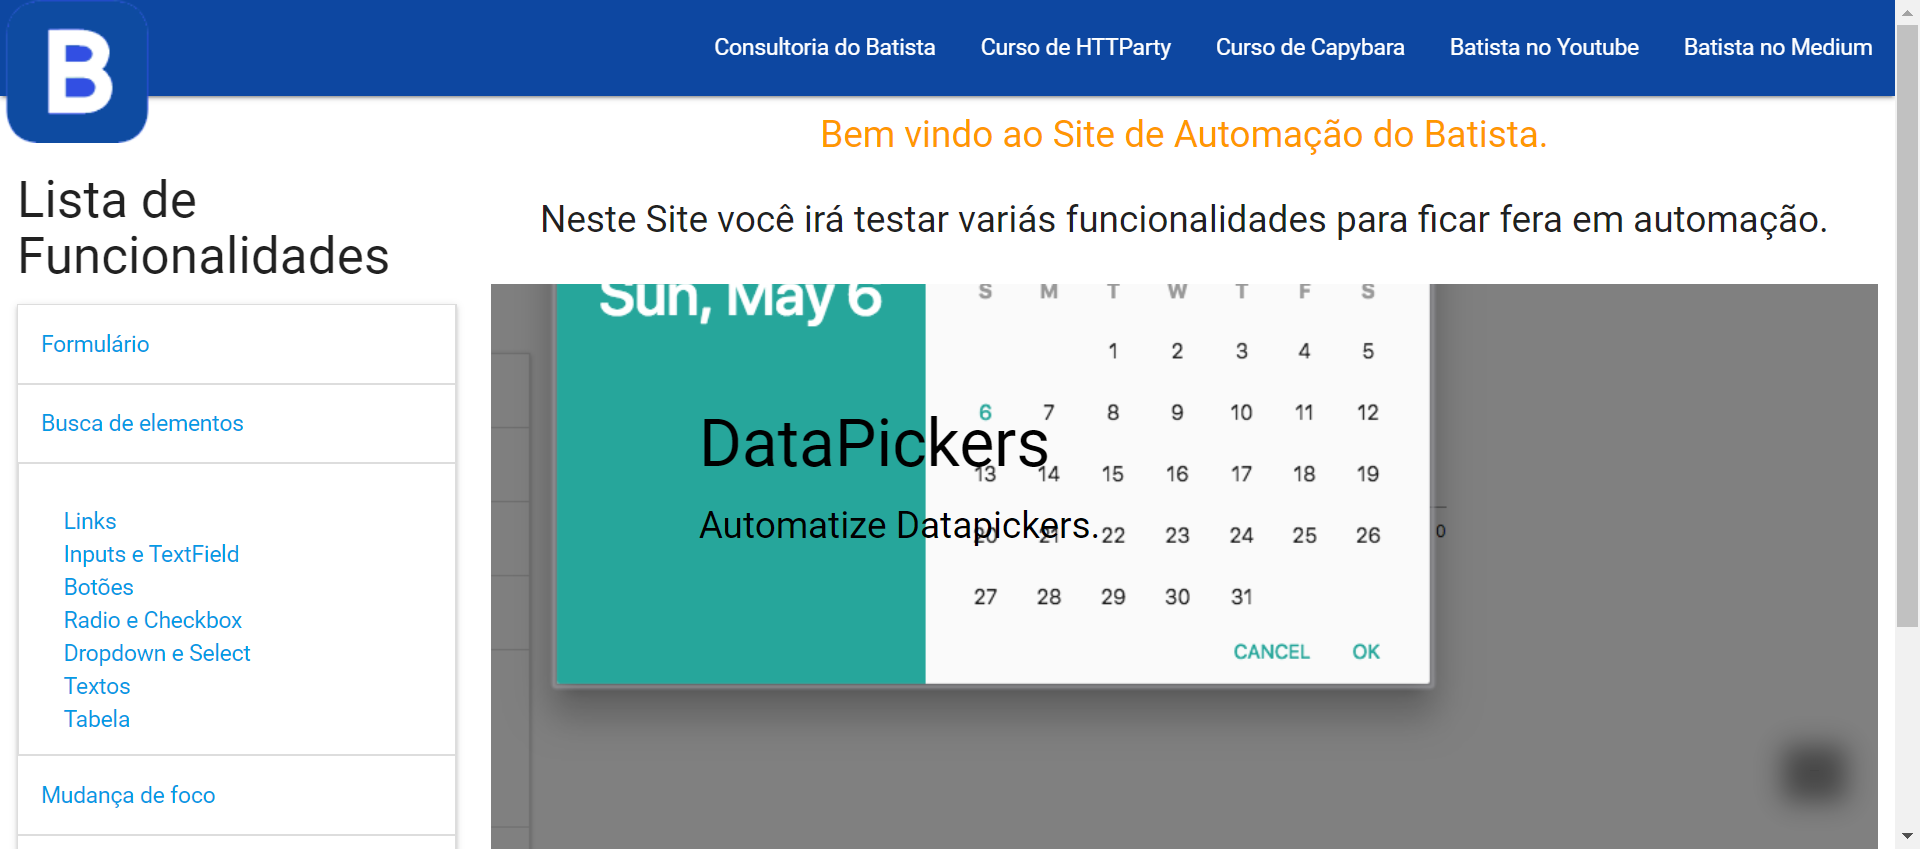 B
Consultoria do Batista
Curso de HTTParty
Curso de Capybara
Batista no Youtube
Batista no Medium
Bem vindo ao Site de Automação do Batista.
Neste Site você irá testar variás funcionalidades para ficar fera em automação.
Lista de
Funcionalidades
Formulário
Busca de elementos
Links
Inputs e TextField
Botões
Radio e Checkbox
Dropdown e Select
Textos
Tabela
Mudança de foco
Sun, May 6
S M T W T F S
1 2 3 4 5
6 7 8 9 10 11 12
DataPickers
13 14 15 16 17 18 19
Automatize Datapickers.
20 21 22 23 24 25 26
0
27 28 29 30 31
CANCEL OK